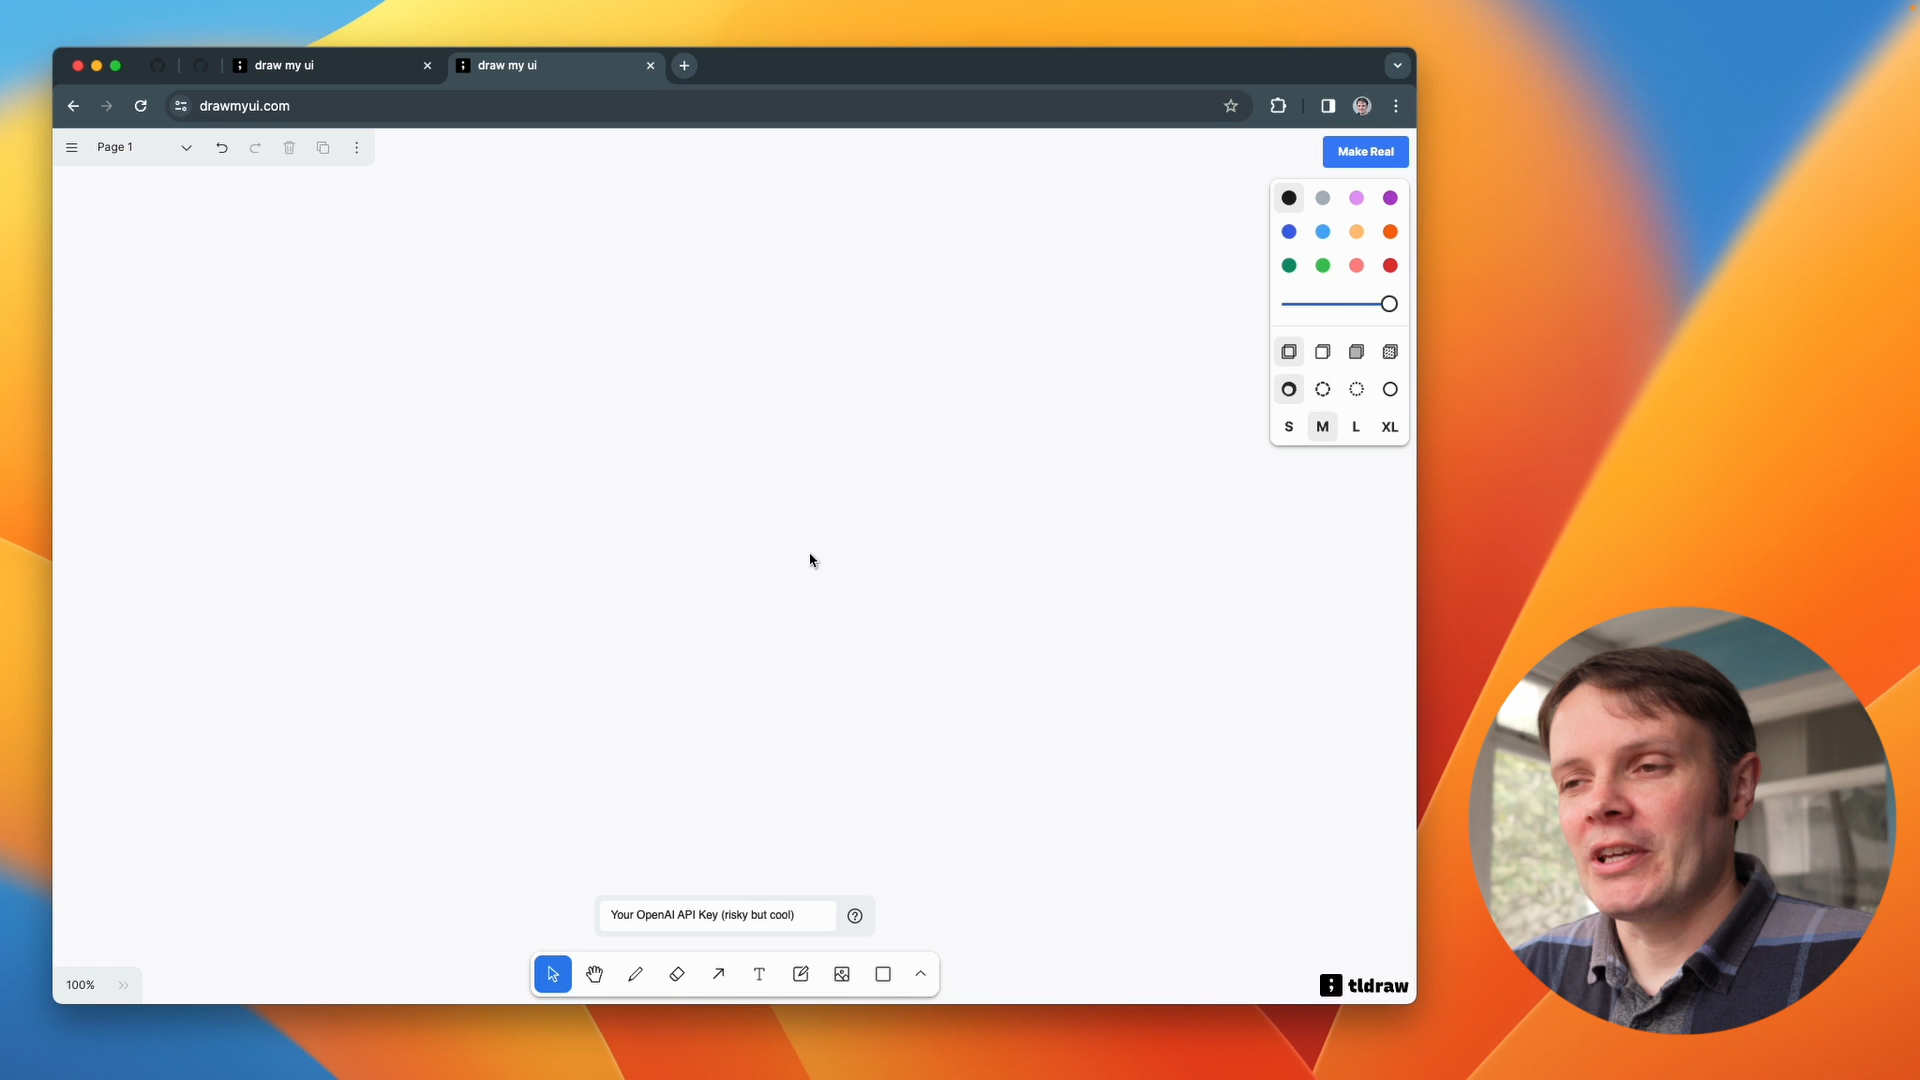 draw my ui
draw my ui
drawmyui.com
Page 1
Make Real
S M L XL
Your OpenAI API Key (risky but cool)
100%
tldraw